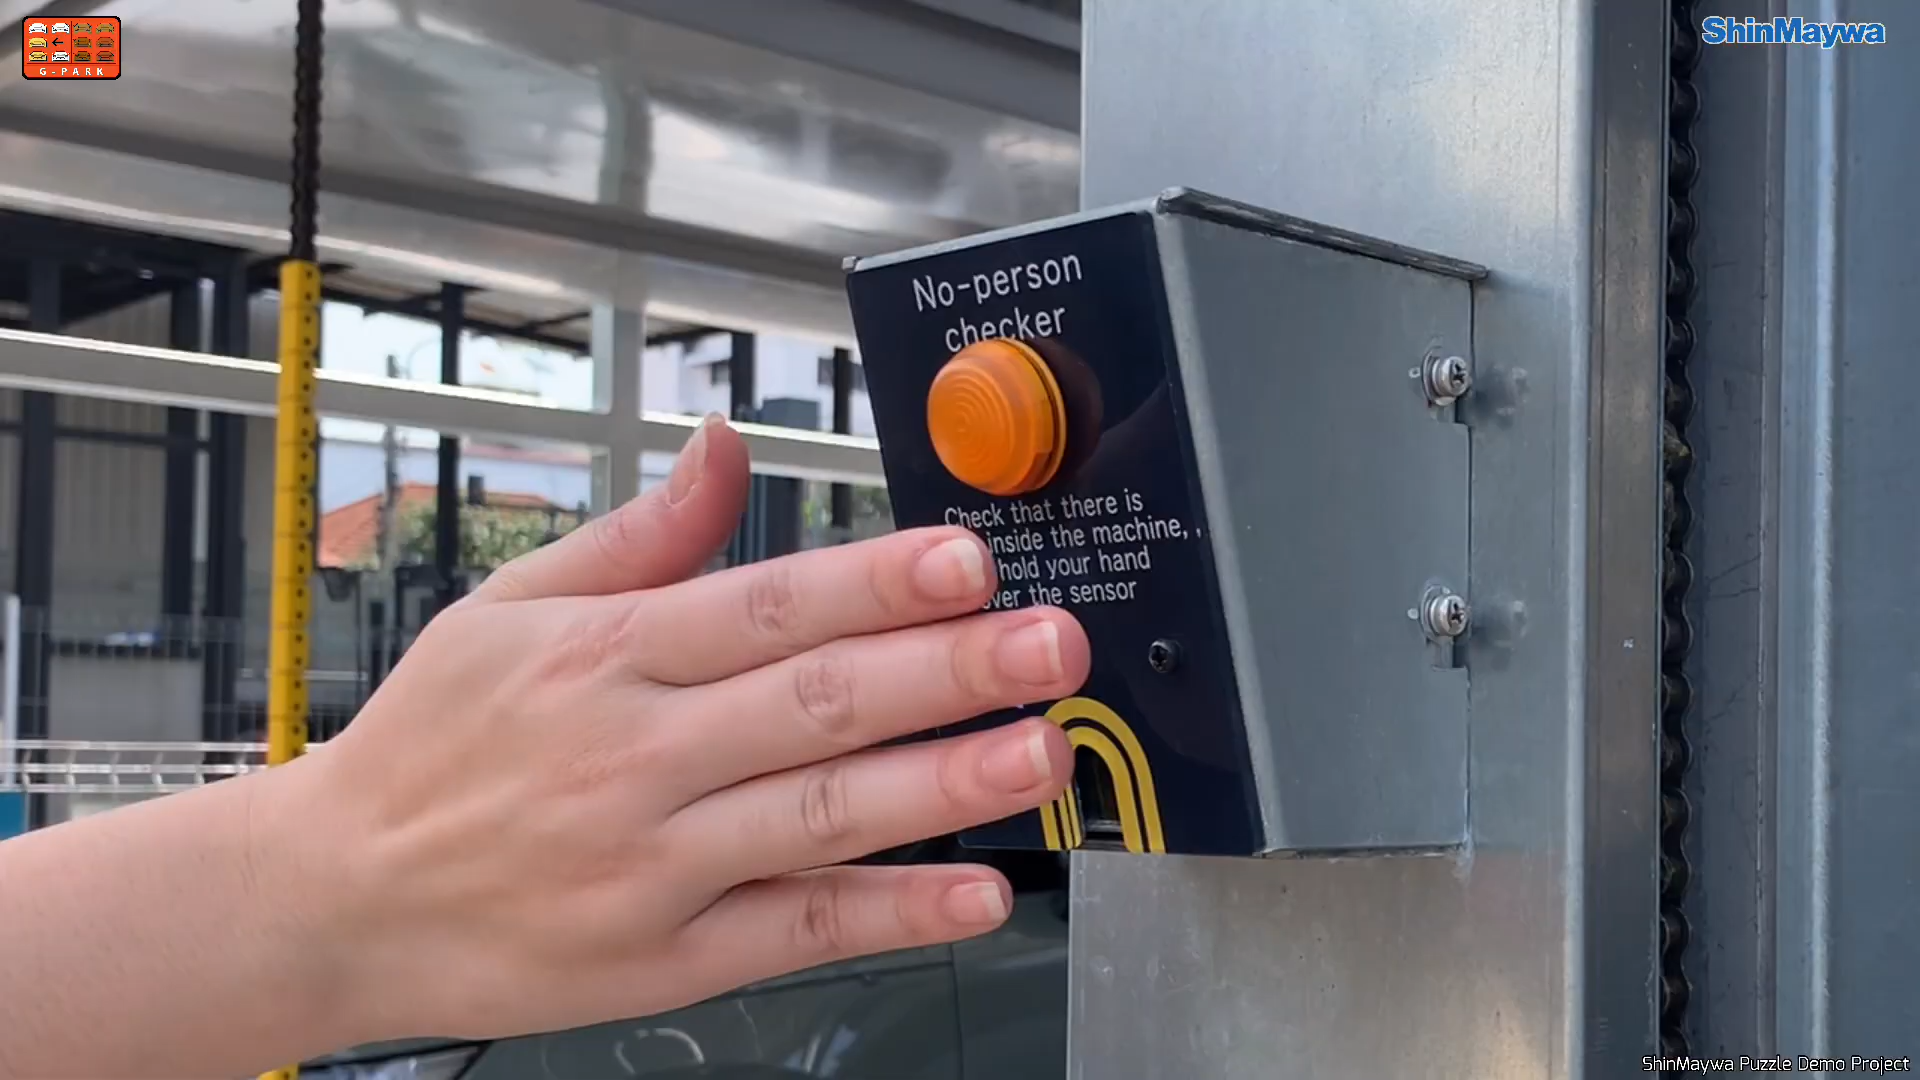 G-PARK
ShinMaywa
No-person
checker
Check that there is
inside the machine, ,
hold your hand
over the sensor
ShinMaywa Puzzle Demo Project